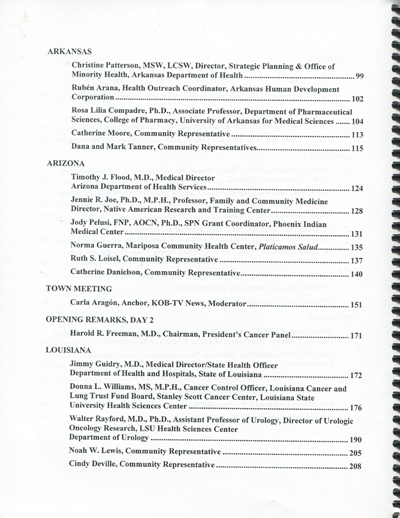 ARKANSAS
Christine Patterson, MSW, LCSW, Director, Strategic Planning & Office of
Minority Health, Arkansas Department of Health ........ 99
Rubén Arana, Health Outreach Coordinator, Arkansas Human Development
Corporation ........ 102
Rosa Lilia Compadre, Ph.D., Associate Professor, Department of Pharmaceutical
Sciences, College of Pharmacy, University of Arkansas for Medical Sciences ........ 104
Catherine Moore, Community Representative ........ 113
Dana and Mark Tanner, Community Representatives ........ 115
ARIZONA
Timothy J. Flood, M.D., Medical Director
Arizona Department of Health Services ........ 124
Jennie R. Joe, Ph.D., M.P.H., Professor, Family and Community Medicine
Director, Native American Research and Training Center ........ 128
Jody Pelusi, FNP, AOCN, Ph.D., SPN Grant Coordinator, Phoenix Indian
Medical Center ........ 131
Norma Guerra, Mariposa Community Health Center, Platicamos Salud ........ 135
Ruth S. Loisel, Community Representative ........ 137
Catherine Danielson, Community Representative ........ 140
TOWN MEETING
Carla Aragón, Anchor, KOB-TV News, Moderator ........ 151
OPENING REMARKS, DAY 2
Harold R. Freeman, M.D., Chairman, President's Cancer Panel ........ 171
LOUISIANA
Jimmy Guidry, M.D., Medical Director/State Health Officer
Department of Health and Hospitals, State of Louisiana ........ 172
Donna L. Williams, MS, M.P.H., Cancer Control Officer, Louisiana Cancer and
Lung Trust Fund Board, Stanley Scott Cancer Center, Louisiana State
University Health Sciences Center ........ 176
Walter Rayford, M.D., Ph.D., Assistant Professor of Urology, Director of Urologic
Oncology Research, LSU Health Sciences Center
Department of Urology ........ 190
Noah W. Lewis, Community Representative ........ 205
Cindy Deville, Community Representative ........ 208